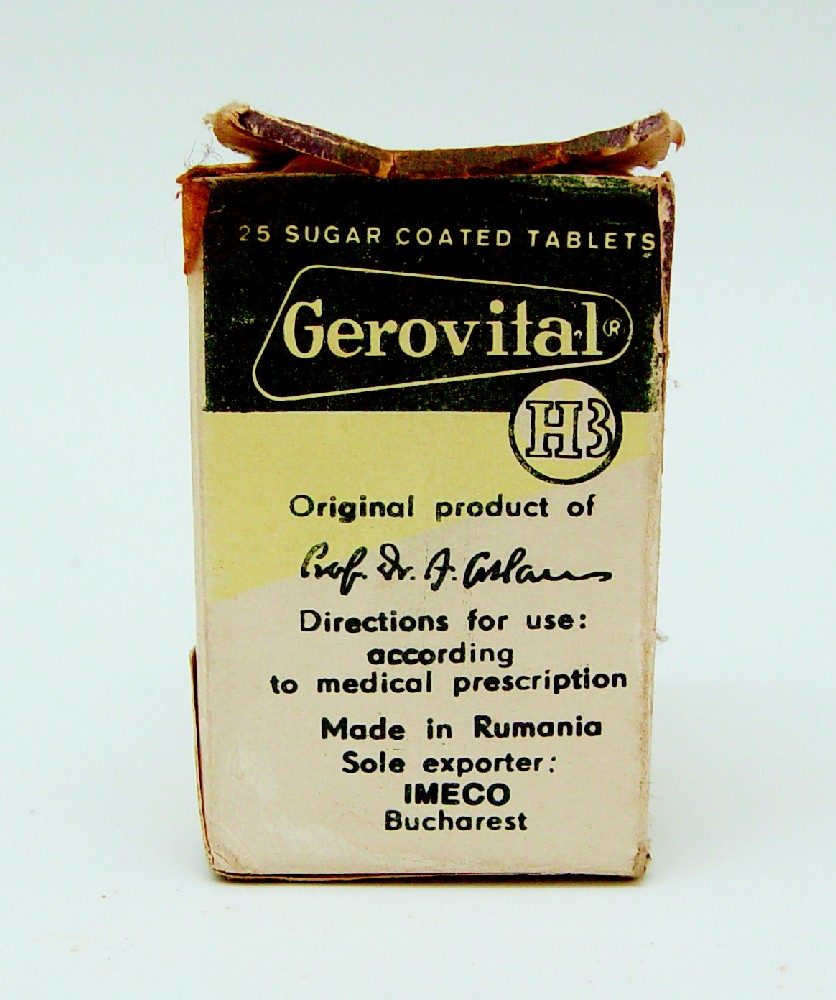 25 SUGAR COATED TABLETS
Gerovital®
H3
Original product of
Prof. Dr. A. Aslan
Directions for use:
according
to medical prescription
Made in Rumania
Sole exporter:
IMECO
Bucharest